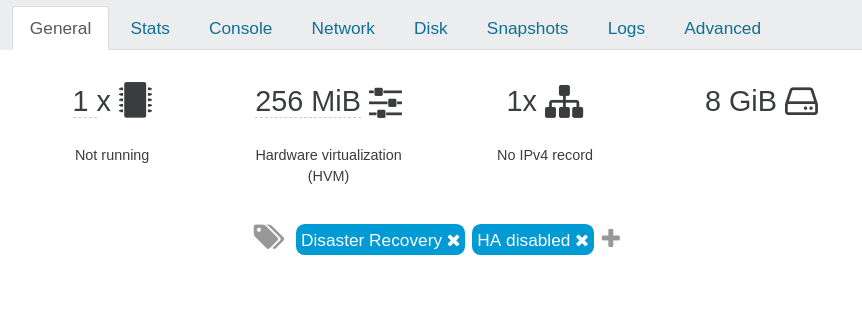 General Stats Console Network Disk Snapshots Logs Advanced
1 x 256 MiB 1x 8 GiB
Not running Hardware virtualization No IPv4 record
(HVM)
Disaster Recovery HA disabled